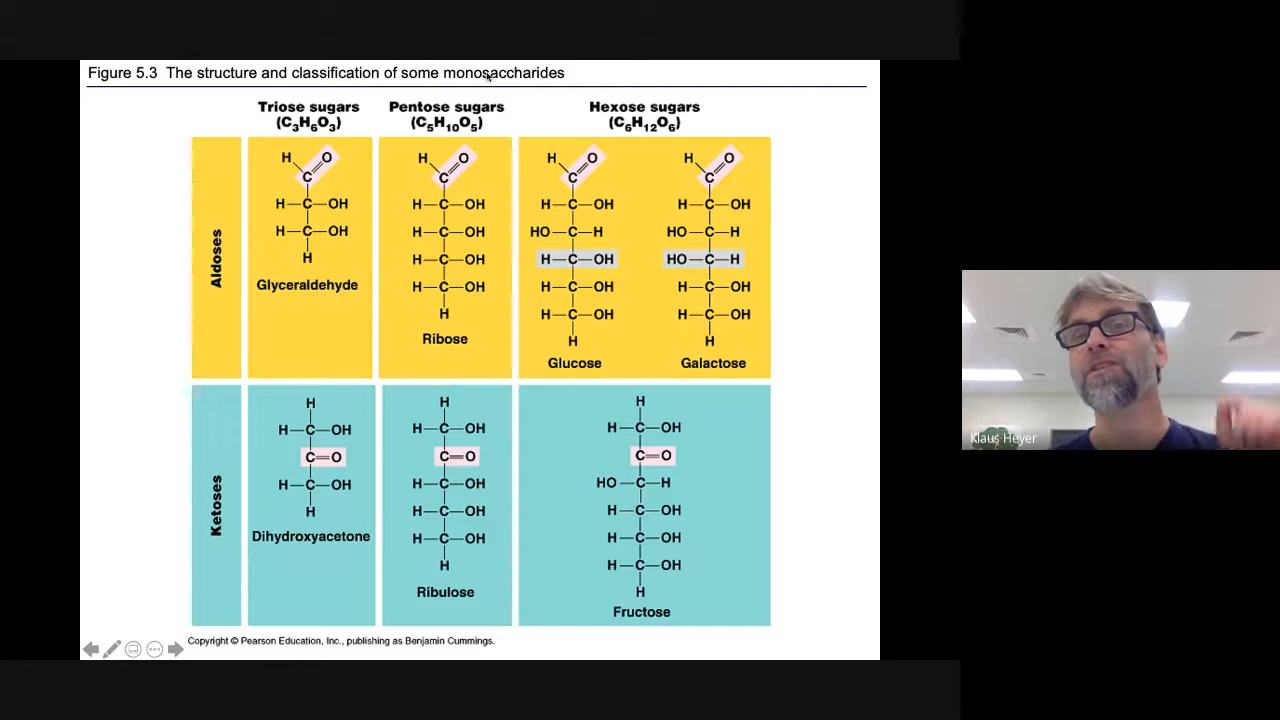 Figure 5.3 The structure and classification of some monosaccharides
Triose sugars
(C3H6O3)
Pentose sugars
(C5H10O5)
Hexose sugars
(C6H12O6)
Aldoses
H O
C
H—C—OH
H—C—OH
H
Glyceraldehyde
H O
C
H—C—OH
H—C—OH
H—C—OH
H—C—OH
H
Ribose
H O
C
H—C—OH
HO—C—H
H—C—OH
H—C—OH
H—C—OH
H
Glucose
H O
C
H—C—OH
HO—C—H
HO—C—H
H—C—OH
H—C—OH
H
Galactose
Ketoses
H
H—C—OH
C=O
H—C—OH
H
Dihydroxyacetone
H
H—C—OH
C=O
H—C—OH
H—C—OH
H—C—OH
H
Ribulose
H
H—C—OH
C=O
HO—C—H
H—C—OH
H—C—OH
H—C—OH
H
Fructose
Copyright © Pearson Education, Inc., publishing as Benjamin Cummings.
Klaus Heyer